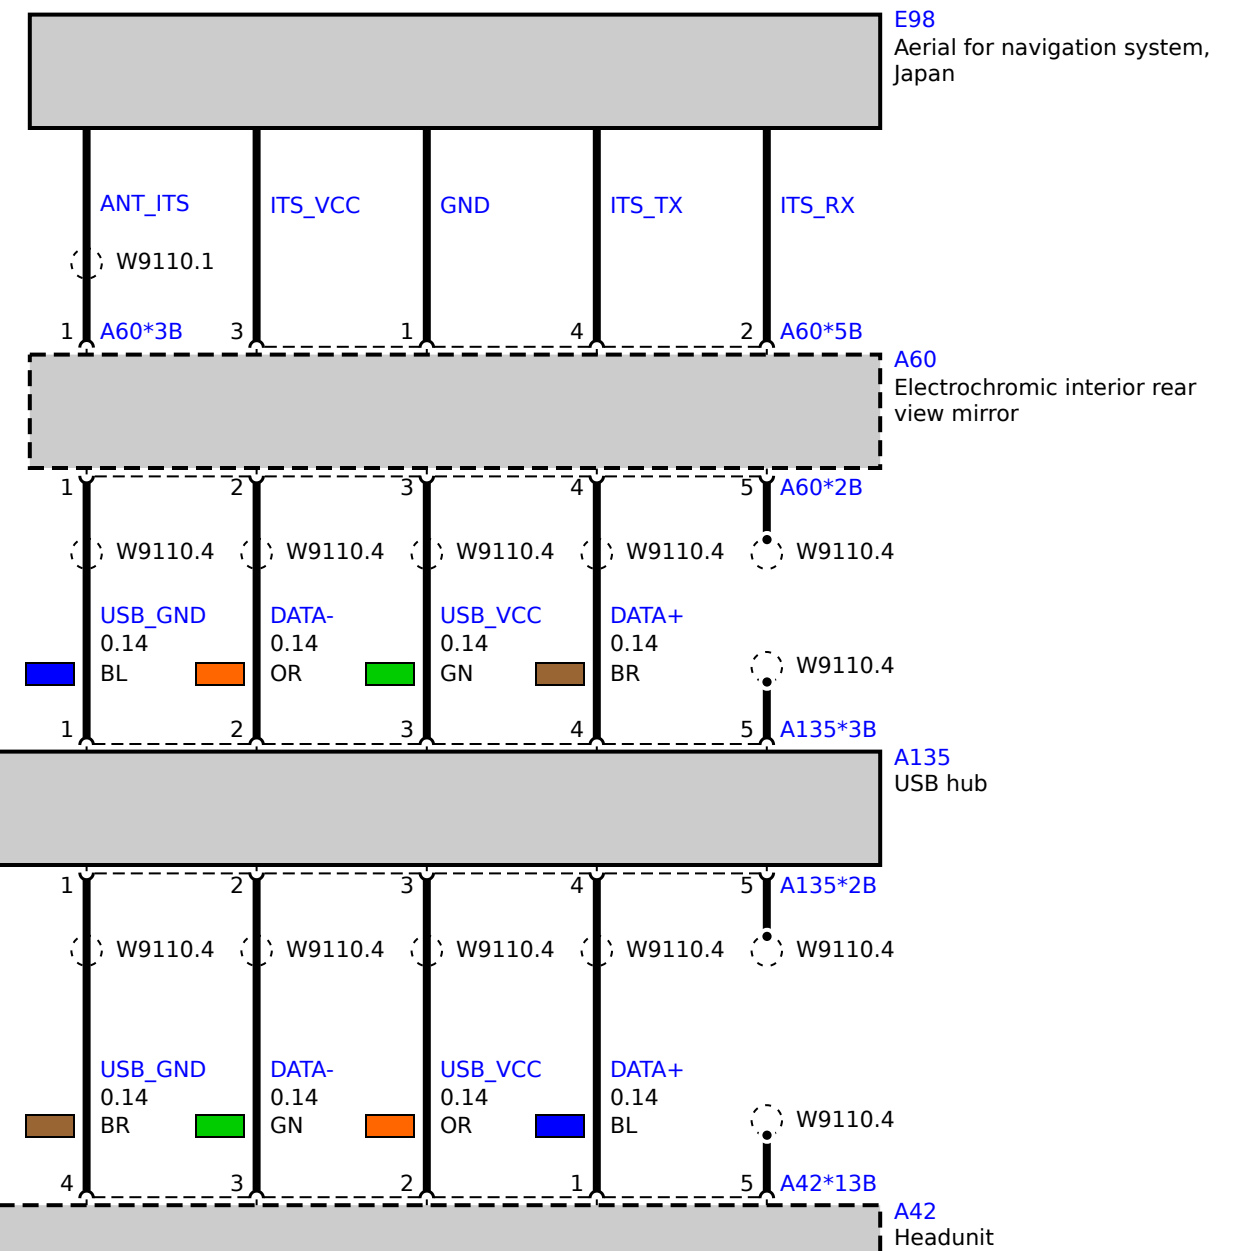 E98
Aerial for navigation system,
Japan
ANT_ITS ITS_VCC GND ITS_TX ITS_RX
W9110.1
1 A60*3B 3 1 4 2 A60*5B
A60
Electrochromic interior rear
view mirror
1 2 3 4 5 A60*2B
W9110.4 W9110.4 W9110.4 W9110.4 W9110.4
USB_GND DATA- USB_VCC DATA+
0.14 0.14 0.14 0.14
W9110.4
BL OR GN BR
1 2 3 4 5 A135*3B
A135
USB hub
1 2 3 4 5 A135*2B
W9110.4 W9110.4 W9110.4 W9110.4 W9110.4
USB_GND DATA- USB_VCC DATA+
0.14 0.14 0.14 0.14
W9110.4
BR GN OR BL
4 3 2 1 5 A42*13B
A42
Headunit